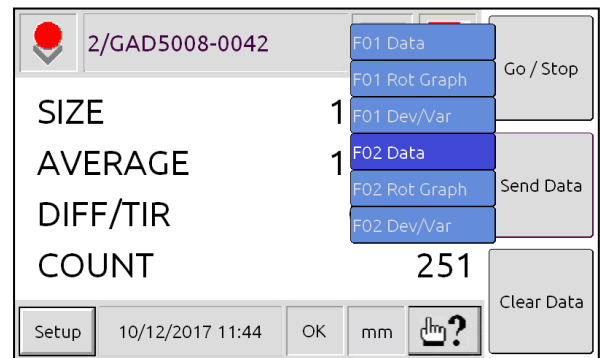 2/GAD5008-0042
F01 Data
F01 Rot Graph
F01 Dev/Var
F02 Data
F02 Rot Graph
F02 Dev/Var
Go / Stop
Send Data
Clear Data
SIZE 1
AVERAGE 1
DIFF/TIR
COUNT 251
Setup 10/12/2017 11:44 OK mm ?